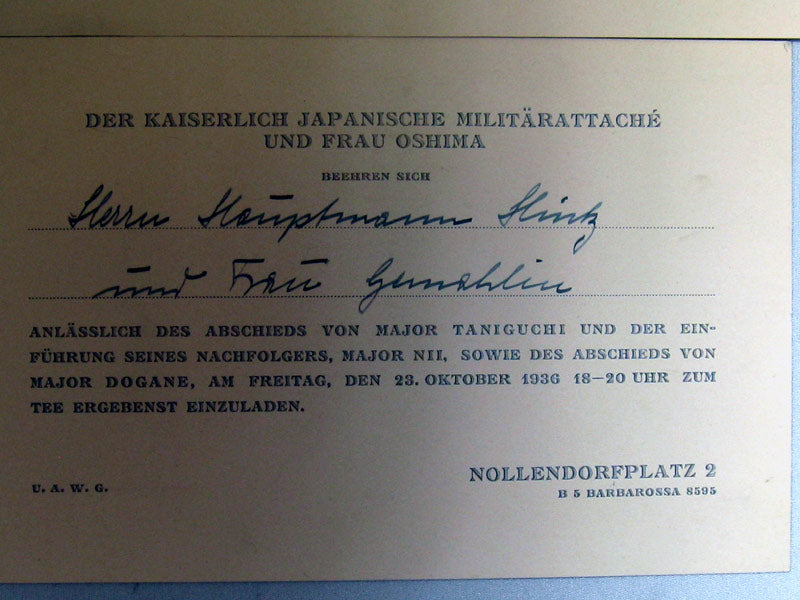 DER KAISERLICH JAPANISCHE MILITÄRATTACHÉ
UND FRAU OSHIMA
BEEHREN SICH
Herrn Hauptmann Hintz
und Frau Gemahlin
ANLÄSSLICH DES ABSCHIEDS VON MAJOR TANIGUCHI UND DER EIN-
FÜHRUNG SEINES NACHFOLGERS, MAJOR NII, SOWIE DES ABSCHIEDS VON
MAJOR DOGANE, AM FREITAG, DEN 23. OKTOBER 1936 18–20 UHR ZUM
TEE ERGEBENST EINZULADEN.
U. A. W. G.
NOLLENDORFPLATZ 2
B 5 BARBAROSSA 8595